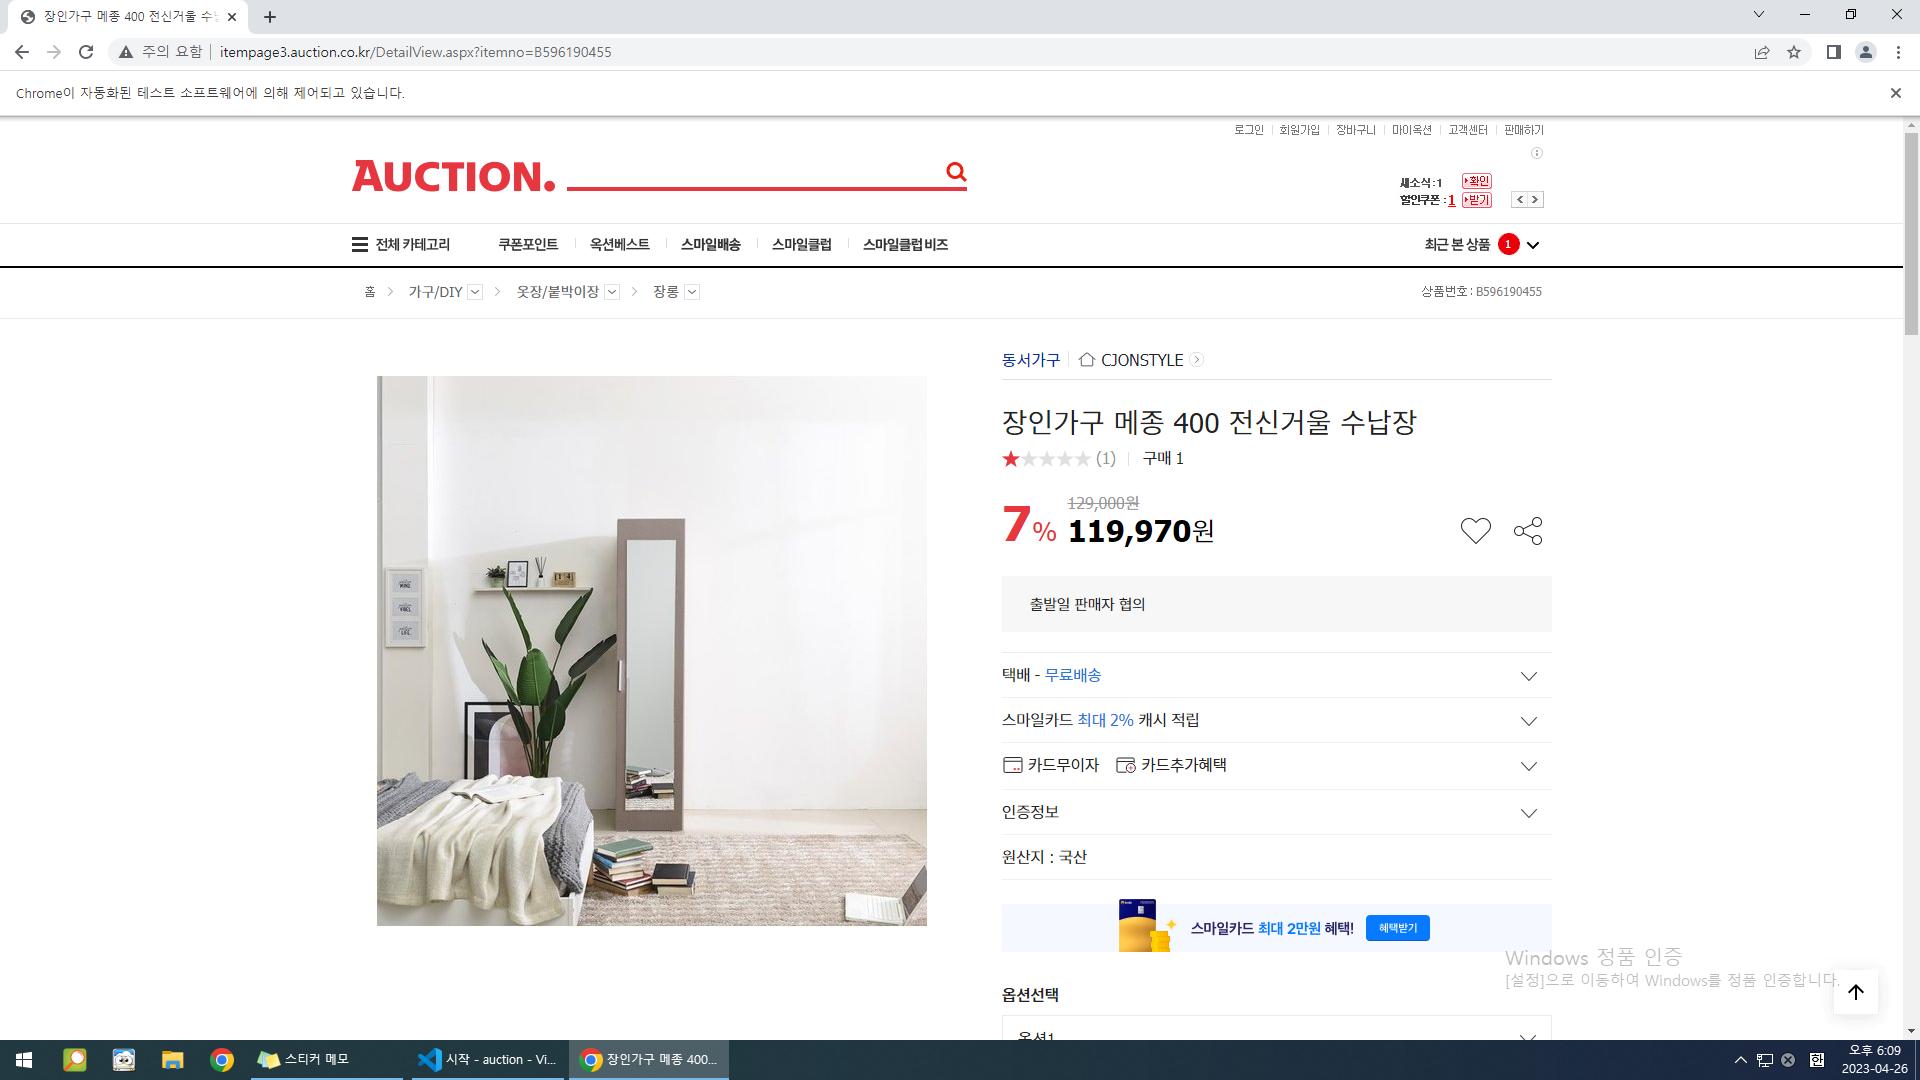 장인가구 메종 400 전신거울 수납
주의 요함 itempage3.auction.co.kr/DetailView.aspx?itemno=B596190455
Chrome이 자동화된 테스트 소프트웨어에 의해 제어되고 있습니다.
로그인 회원가입 장바구니 마이옥션 고객센터 판매하기
AUCTION.
새소식 : 1 확인
할인쿠폰 : 1 받기
전체 카테고리 쿠폰포인트 옥션베스트 스마일배송 스마일클럽 스마일클럽 비즈 최근 본 상품 1
홈 가구/DIY 옷장/붙박이장 장롱 상품번호 : B596190455
동서가구 CJONSTYLE
장인가구 메종 400 전신거울 수납장
(1) 구매 1
129,000원
7% 119,970원
출발일 판매자 협의
택배 - 무료배송
스마일카드 최대 2% 캐시 적립
카드무이자 카드추가혜택
인증정보
원산지 : 국산
스마일카드 최대 2만원 혜택! 혜택받기
Windows 정품 인증
[설정]으로 이동하여 Windows를 정품 인증합니다.
옵션선택
옵션1
스티커 메모 시작 - auction - Vi... 장인가구 메종 400... 한 오후 6:09
2023-04-26